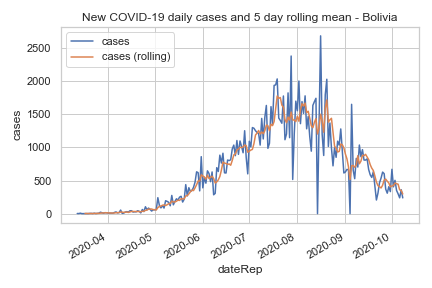 New COVID-19 daily cases and 5 day rolling mean - Bolivia
cases
cases (rolling)
2500
2000
1500
1000
500
0
cases
2020-04
2020-05
2020-06
2020-07
2020-08
2020-09
2020-10
dateRep